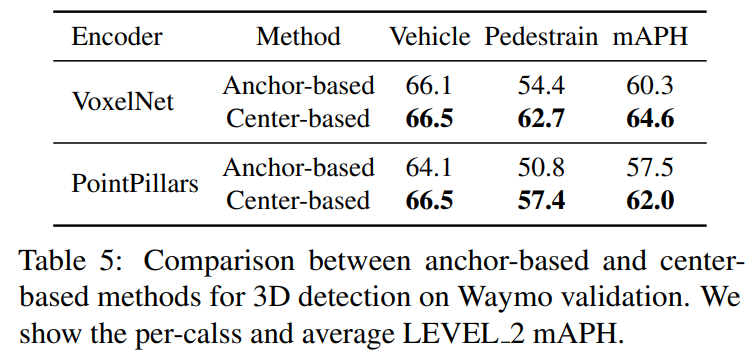 Encoder Method Vehicle Pedestrain mAPH
VoxelNet Anchor-based 66.1 54.4 60.3
Center-based 66.5 62.7 64.6
PointPillars Anchor-based 64.1 50.8 57.5
Center-based 66.5 57.4 62.0
Table 5: Comparison between anchor-based and center-
based methods for 3D detection on Waymo validation. We
show the per-calss and average LEVEL_2 mAPH.